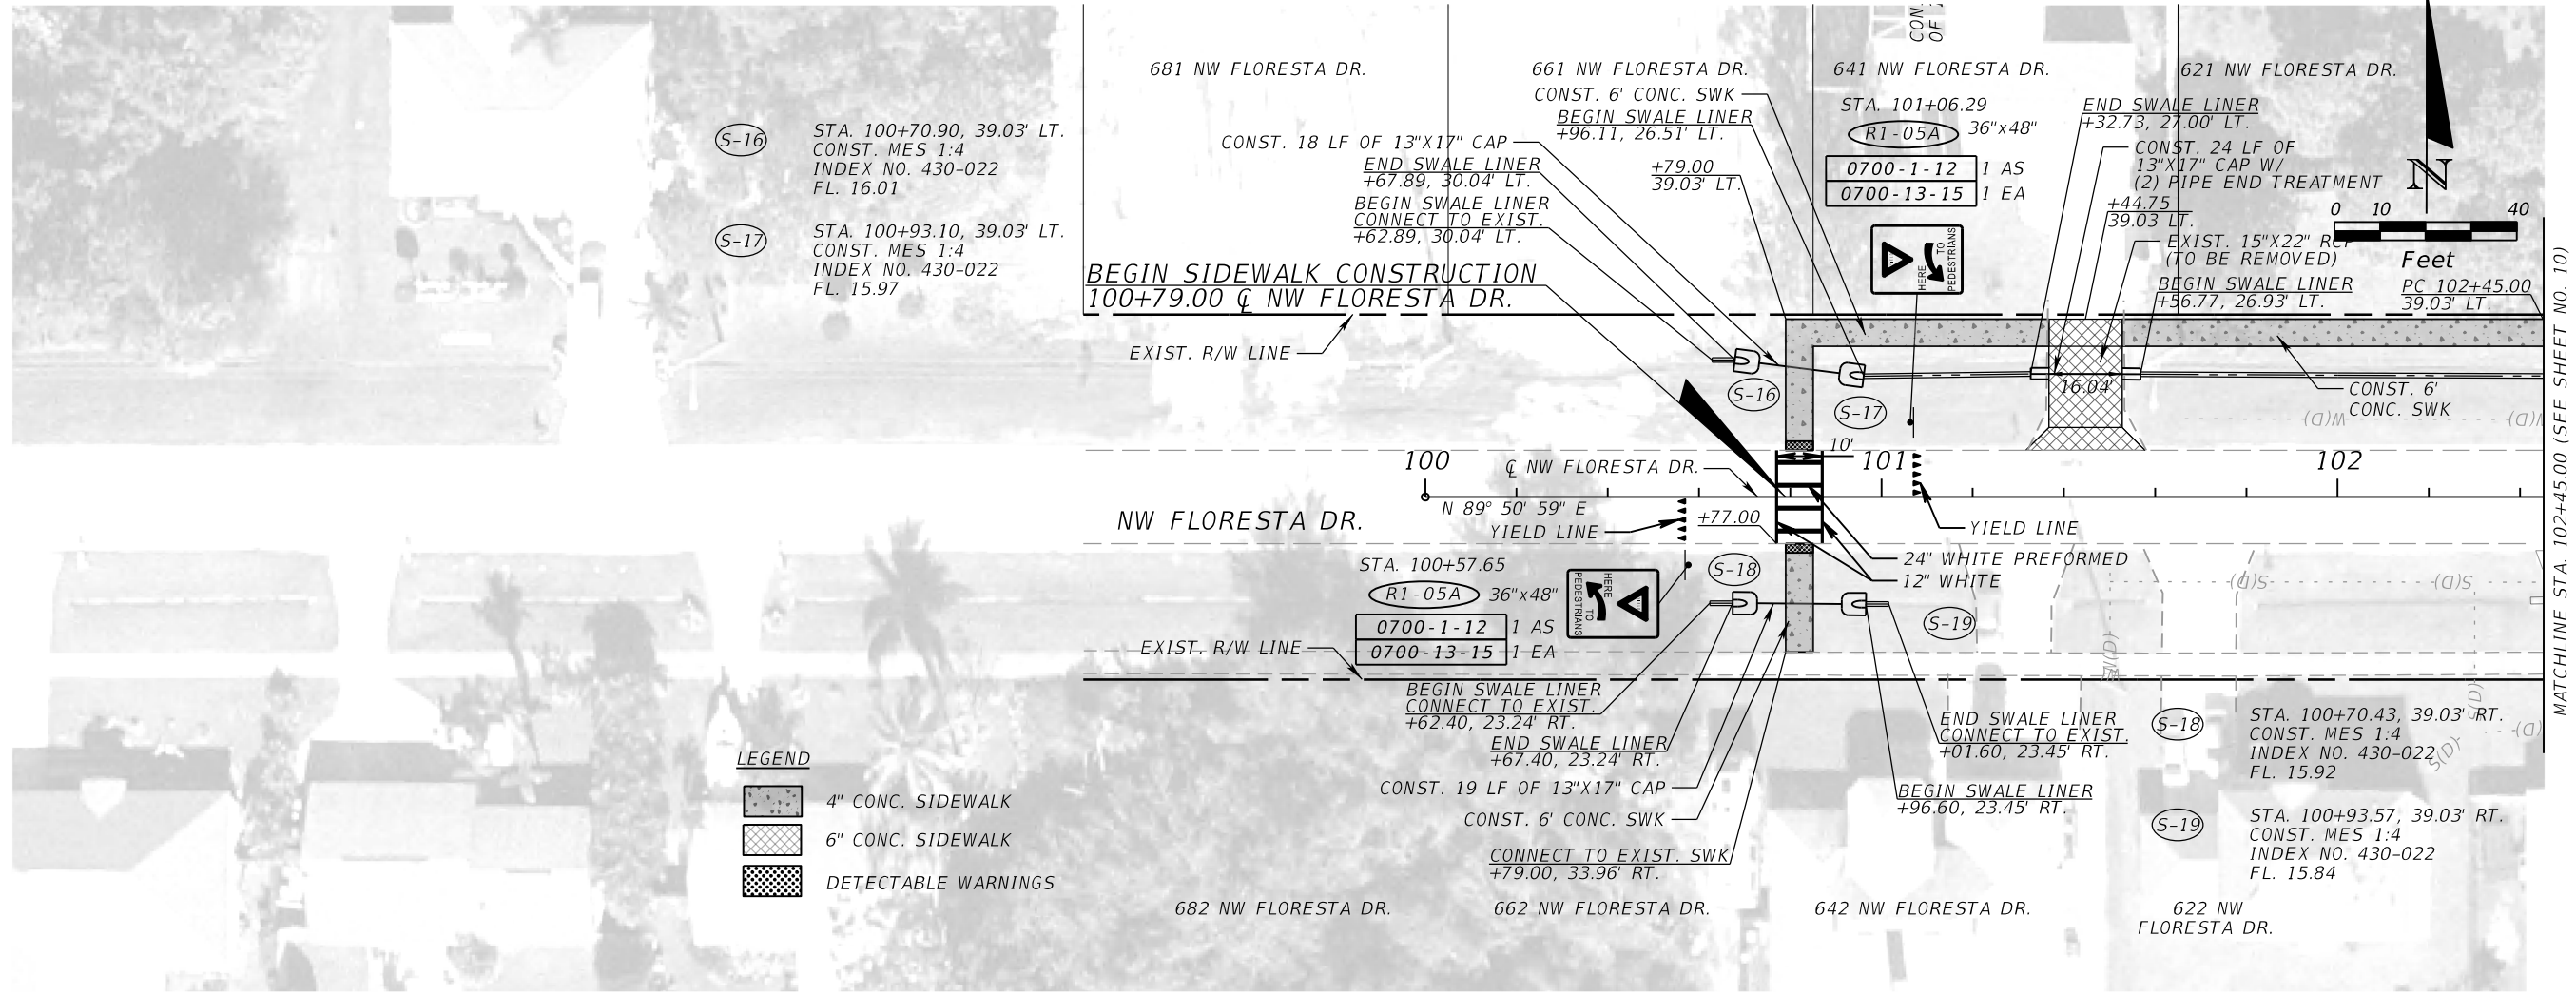 681 NW FLORESTA DR.
661 NW FLORESTA DR.
641 NW FLORESTA DR.
621 NW FLORESTA DR.
CON
OF
S-16
STA. 100+70.90, 39.03' LT.
CONST. MES 1:4
INDEX NO. 430-022
FL. 16.01
S-17
STA. 100+93.10, 39.03' LT.
CONST. MES 1:4
INDEX NO. 430-022
FL. 15.97
CONST. 6' CONC. SWK
BEGIN SWALE LINER
+96.11, 26.51' LT.
CONST. 18 LF OF 13"X17" CAP
END SWALE LINER
+67.89, 30.04' LT.
BEGIN SWALE LINER
CONNECT TO EXIST.
+62.89, 30.04' LT.
+79.00
39.03' LT.
STA. 101+06.29
R1-05A 36"x48"
0700-1-12 1 AS
0700-13-15 1 EA
HERE
TO
PEDESTRIANS
END SWALE LINER
+32.73, 27.00' LT.
CONST. 24 LF OF
13"X17" CAP W/
(2) PIPE END TREATMENT
+44.75
39.03 LT.
EXIST. 15"X22" RCP
(TO BE REMOVED)
BEGIN SWALE LINER
+56.77, 26.93' LT.
N
0 10 40
Feet
PC 102+45.00
39.03' LT.
MATCHLINE STA. 102+45.00 (SEE SHEET NO. 10)
BEGIN SIDEWALK CONSTRUCTION
100+79.00 ℄ NW FLORESTA DR.
EXIST. R/W LINE
S-16
S-17
16.04'
CONST. 6'
CONC. SWK
W(D)
W(D)
10'
100
101
102
℄ NW FLORESTA DR.
N 89° 50' 59" E
NW FLORESTA DR.
YIELD LINE
+77.00
YIELD LINE
24" WHITE PREFORMED
12" WHITE
STA. 100+57.65
R1-05A 36"x48"
0700-1-12 1 AS
0700-13-15 1 EA
HERE
TO
PEDESTRIANS
S-18
S-19
S(D)
S(D)
EXIST. R/W LINE
BEGIN SWALE LINER
CONNECT TO EXIST.
+62.40, 23.24' RT.
END SWALE LINER
+67.40, 23.24' RT.
CONST. 19 LF OF 13"X17" CAP
CONST. 6' CONC. SWK
CONNECT TO EXIST. SWK
+79.00, 33.96' RT.
END SWALE LINER
CONNECT TO EXIST.
+01.60, 23.45' RT.
BEGIN SWALE LINER
+96.60, 23.45' RT.
S(D)
S(D)
S-18
STA. 100+70.43, 39.03' RT.
CONST. MES 1:4
INDEX NO. 430-022
FL. 15.92
S-19
STA. 100+93.57, 39.03' RT.
CONST. MES 1:4
INDEX NO. 430-022
FL. 15.84
LEGEND
4" CONC. SIDEWALK
6" CONC. SIDEWALK
DETECTABLE WARNINGS
682 NW FLORESTA DR.
662 NW FLORESTA DR.
642 NW FLORESTA DR.
622 NW
FLORESTA DR.